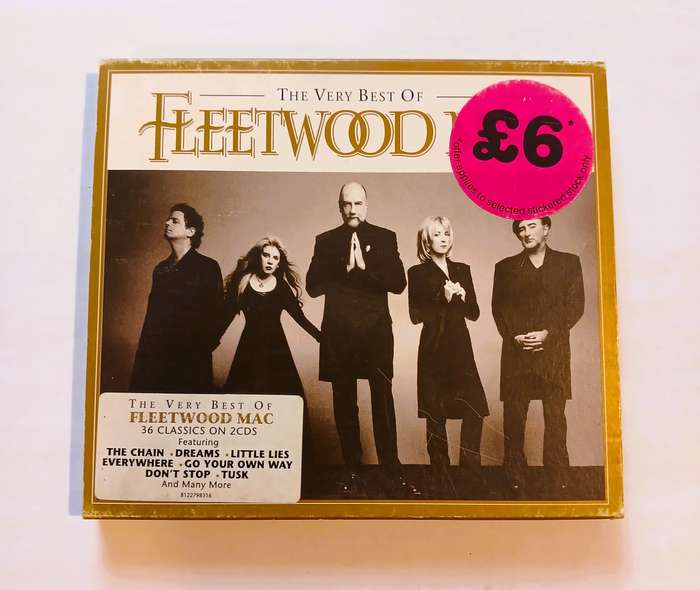 THE VERY BEST OF
FLEETWOOD
£6*
*offer applies to selected stickered stock only
THE VERY BEST OF
FLEETWOOD MAC
36 CLASSICS ON 2CDS
Featuring
THE CHAIN • DREAMS • LITTLE LIES
EVERYWHERE • GO YOUR OWN WAY
DON'T STOP • TUSK
And Many More
8122798316